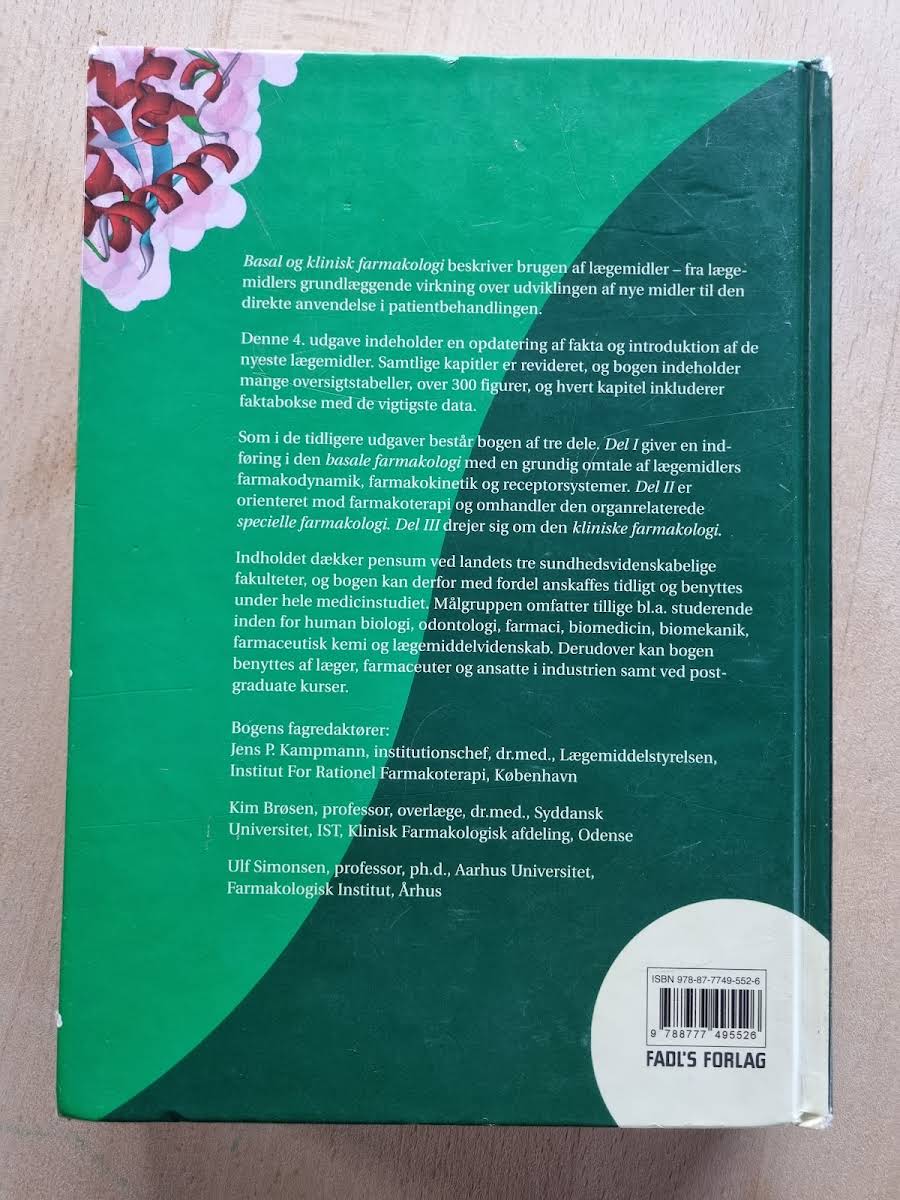 Basal og klinisk farmakologi beskriver brugen af lægemidler – fra læge-
midlers grundlæggende virkning over udviklingen af nye midler til den
direkte anvendelse i patientbehandlingen.
Denne 4. udgave indeholder en opdatering af fakta og introduktion af de
nyeste lægemidler. Samtlige kapitler er revideret, og bogen indeholder
mange oversigtstabeller, over 300 figurer, og hvert kapitel inkluderer
faktabokse med de vigtigste data.
Som i de tidligere udgaver består bogen af tre dele. Del I giver en ind-
føring i den basale farmakologi med en grundig omtale af lægemidlers
farmakodynamik, farmakokinetik og receptorsystemer. Del II er
orienteret mod farmakoterapi og omhandler den organrelaterede
specielle farmakologi. Del III drejer sig om den kliniske farmakologi.
Indholdet dækker pensum ved landets tre sundhedsvidenskabelige
fakulteter, og bogen kan derfor med fordel anskaffes tidligt og benyttes
under hele medicinstudiet. Målgruppen omfatter tillige bl.a. studerende
inden for human biologi, odontologi, farmaci, biomedicin, biomekanik,
farmaceutisk kemi og lægemiddelvidenskab. Derudover kan bogen
benyttes af læger, farmaceuter og ansatte i industrien samt ved post-
graduate kurser.
Bogens fagredaktører:
Jens P. Kampmann, institutionschef, dr.med., Lægemiddelstyrelsen,
Institut For Rationel Farmakoterapi, København
Kim Brøsen, professor, overlæge, dr.med., Syddansk
Universitet, IST, Klinisk Farmakologisk afdeling, Odense
Ulf Simonsen, professor, ph.d., Aarhus Universitet,
Farmakologisk Institut, Århus
ISBN 978-87-7749-552-6
9 788777 495526
FADL'S FORLAG